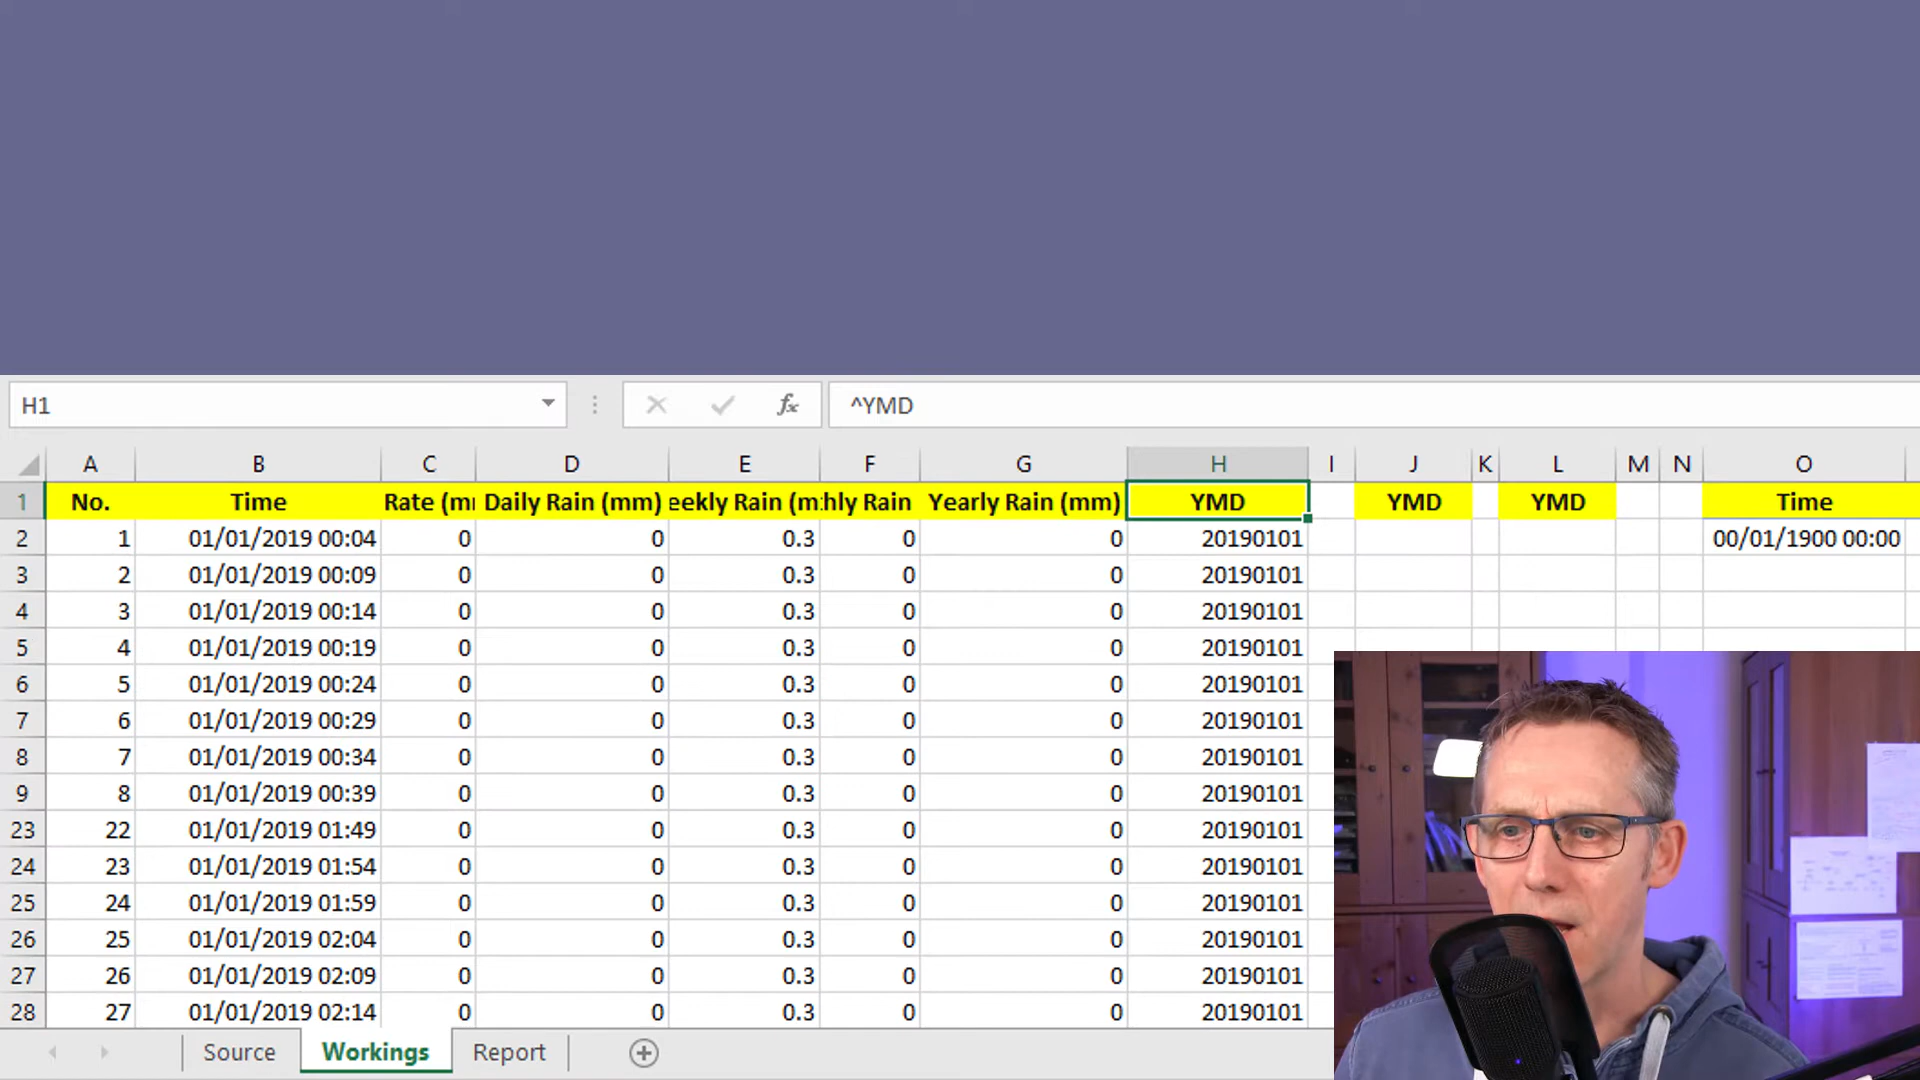 H1 fx ^YMD
A B C D E F G H I J K L M N O
1 No. Time Rate (m Daily Rain (mm) eekly Rain (m hly Rain Yearly Rain (mm) YMD YMD YMD Time
2 1 01/01/2019 00:04 0 0 0.3 0 0 20190101 00/01/1900 00:00
3 2 01/01/2019 00:09 0 0 0.3 0 0 20190101
4 3 01/01/2019 00:14 0 0 0.3 0 0 20190101
5 4 01/01/2019 00:19 0 0 0.3 0 0 20190101
6 5 01/01/2019 00:24 0 0 0.3 0 0 20190101
7 6 01/01/2019 00:29 0 0 0.3 0 0 20190101
8 7 01/01/2019 00:34 0 0 0.3 0 0 20190101
9 8 01/01/2019 00:39 0 0 0.3 0 0 20190101
23 22 01/01/2019 01:49 0 0 0.3 0 0 20190101
24 23 01/01/2019 01:54 0 0 0.3 0 0 20190101
25 24 01/01/2019 01:59 0 0 0.3 0 0 20190101
26 25 01/01/2019 02:04 0 0 0.3 0 0 20190101
27 26 01/01/2019 02:09 0 0 0.3 0 0 20190101
28 27 01/01/2019 02:14 0 0 0.3 0 0 20190101
Source Workings Report